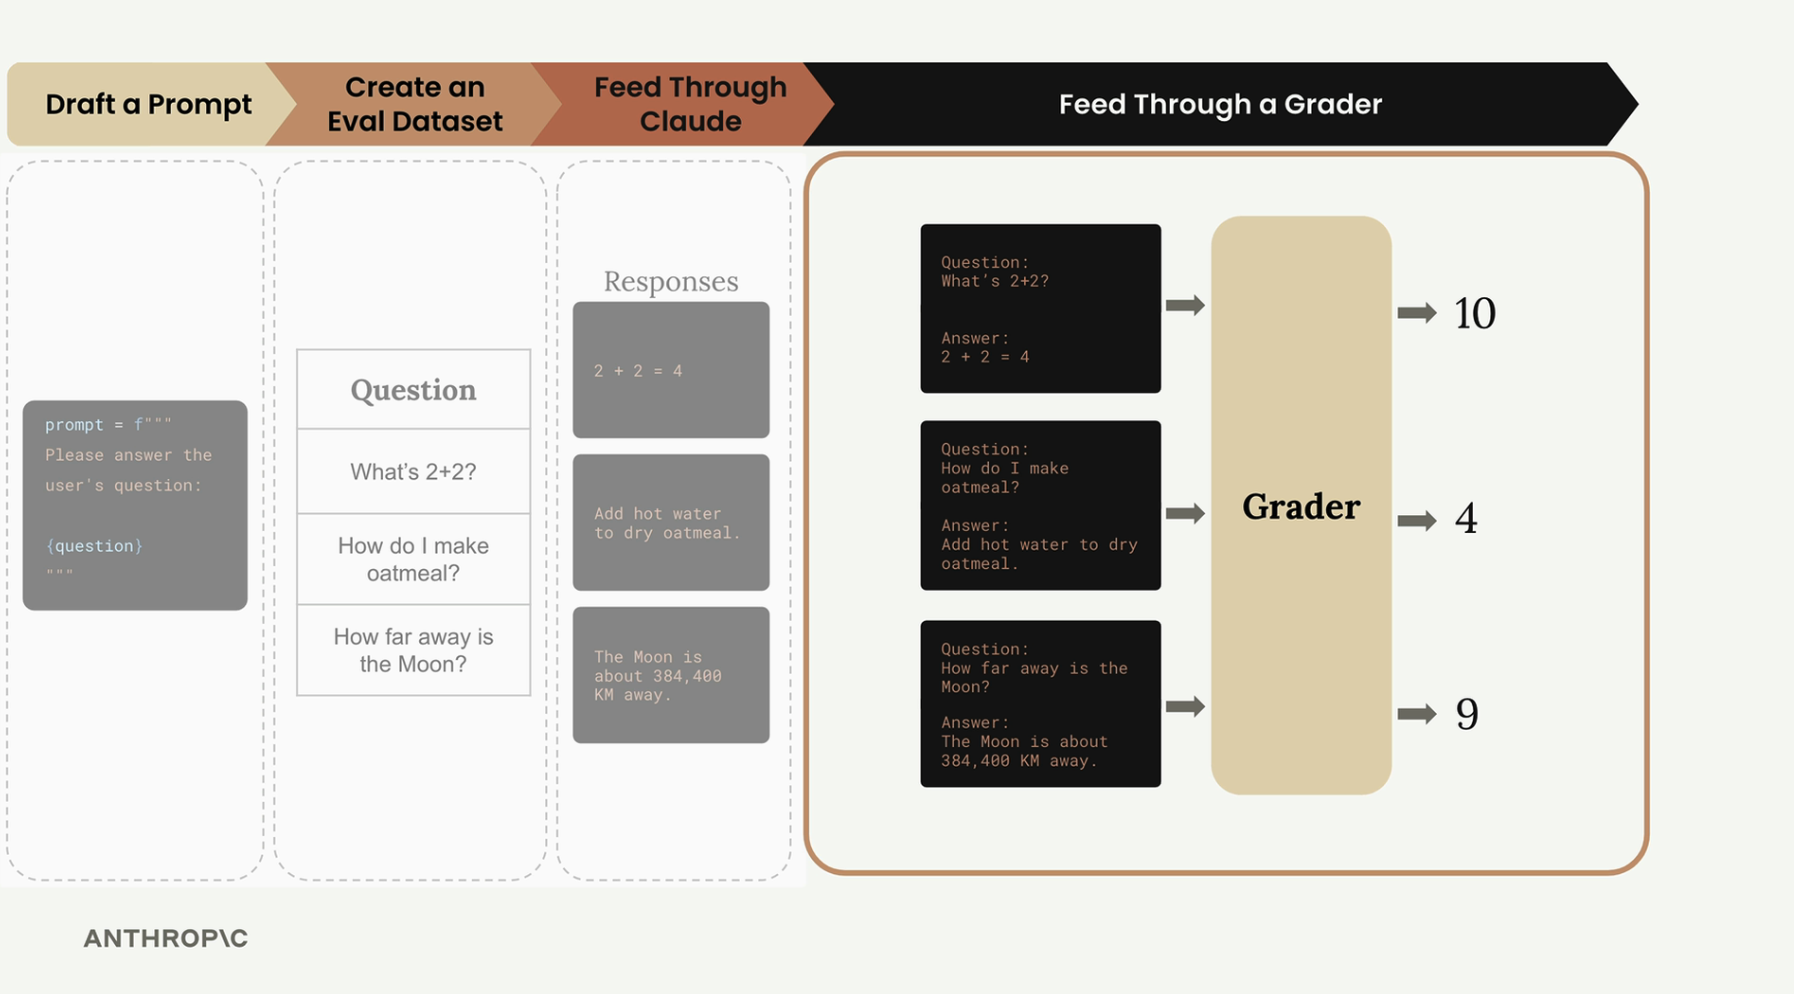 Draft a Prompt
Create an
Eval Dataset
Feed Through
Claude
Feed Through a Grader
prompt = f"""
Please answer the
user's question:
{question}
"""
Question
What's 2+2?
How do I make
oatmeal?
How far away is
the Moon?
Responses
2 + 2 = 4
Add hot water
to dry oatmeal.
The Moon is
about 384,400
KM away.
Question:
What's 2+2?
Answer:
2 + 2 = 4
Question:
How do I make
oatmeal?
Answer:
Add hot water to dry
oatmeal.
Question:
How far away is the
Moon?
Answer:
The Moon is about
384,400 KM away.
Grader
10
4
9
ANTHROP\C